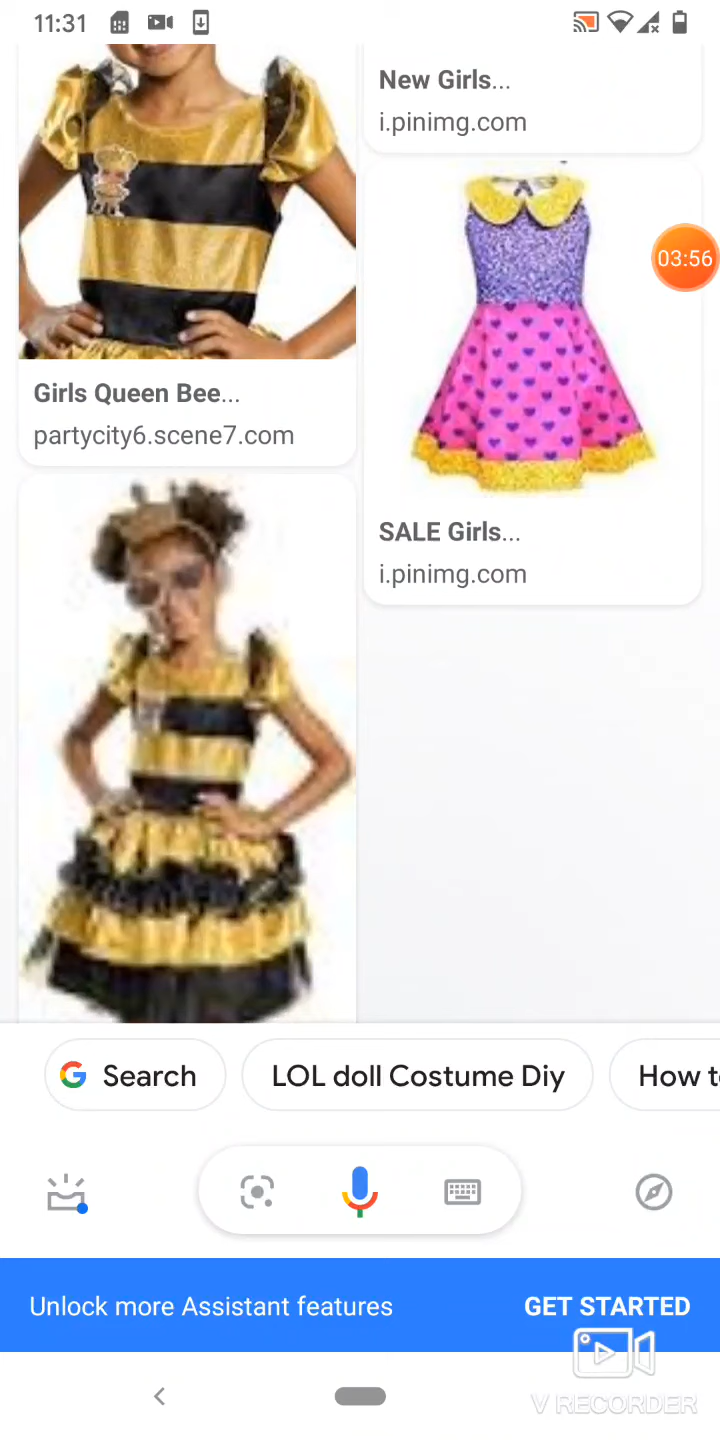 11:31
New Girls...
i.pinimg.com
03:56
Girls Queen Bee...
partycity6.scene7.com
SALE Girls...
i.pinimg.com
Search
LOL doll Costume Diy
How t
Unlock more Assistant features
GET STARTED
V RECORDER